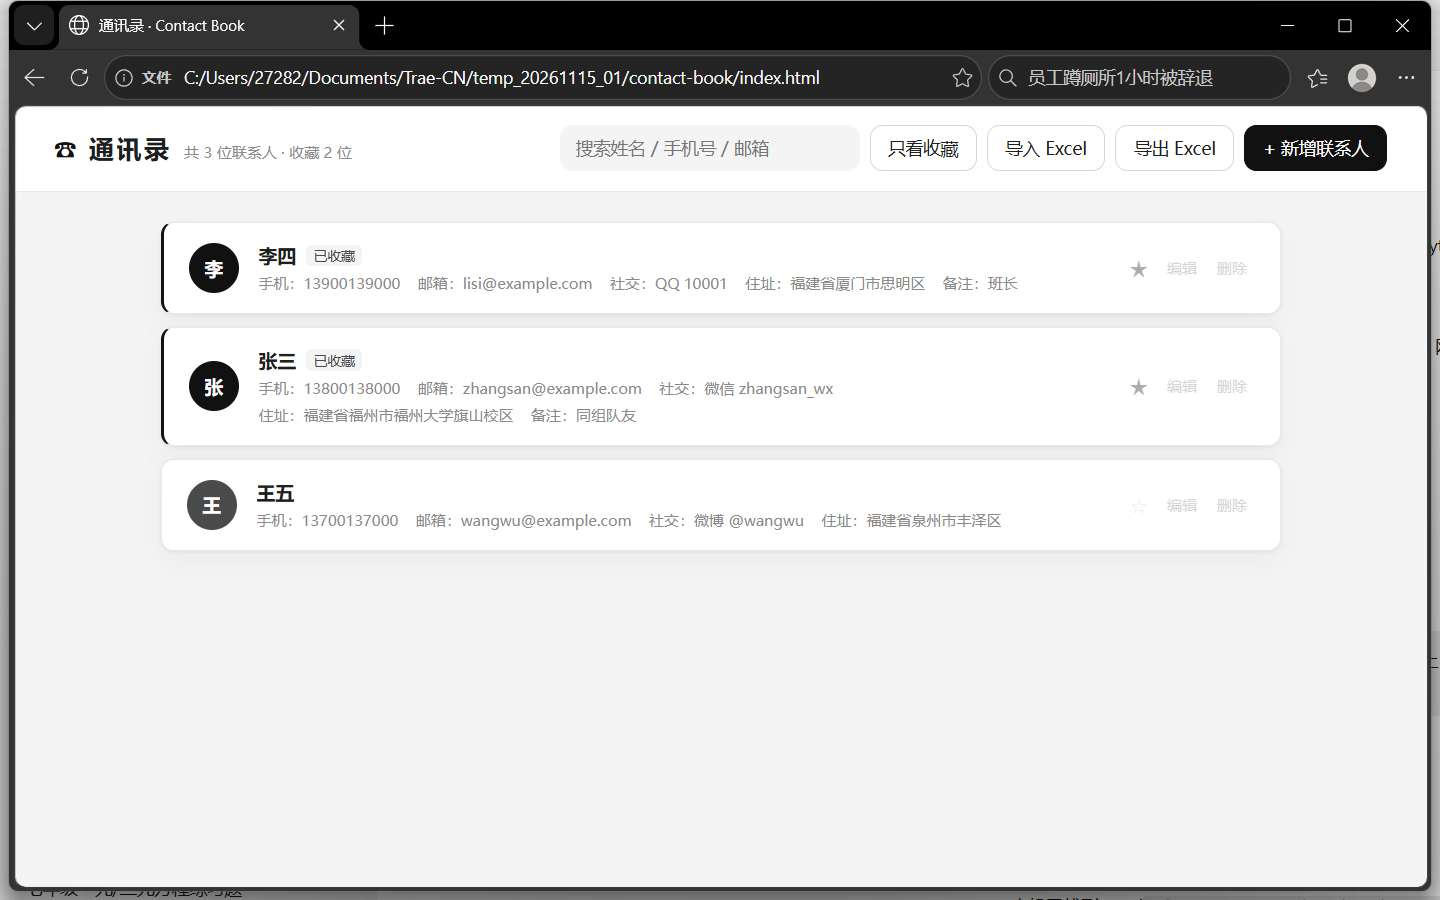 通讯录 · Contact Book
文件 C:/Users/27282/Documents/Trae-CN/temp_20261115_01/contact-book/index.html
员工蹲厕所1小时被辞退
☎ 通讯录 共 3 位联系人 · 收藏 2 位
搜索姓名 / 手机号 / 邮箱
只看收藏
导入 Excel
导出 Excel
+ 新增联系人
李
李四 已收藏
手机：13900139000 邮箱：lisi@example.com 社交：QQ 10001 住址：福建省厦门市思明区 备注：班长
★ 编辑 删除
张
张三 已收藏
手机：13800138000 邮箱：zhangsan@example.com 社交：微信 zhangsan_wx
住址：福建省福州市福州大学旗山校区 备注：同组队友
★ 编辑 删除
王
王五
手机：13700137000 邮箱：wangwu@example.com 社交：微博 @wangwu 住址：福建省泉州市丰泽区
☆ 编辑 删除